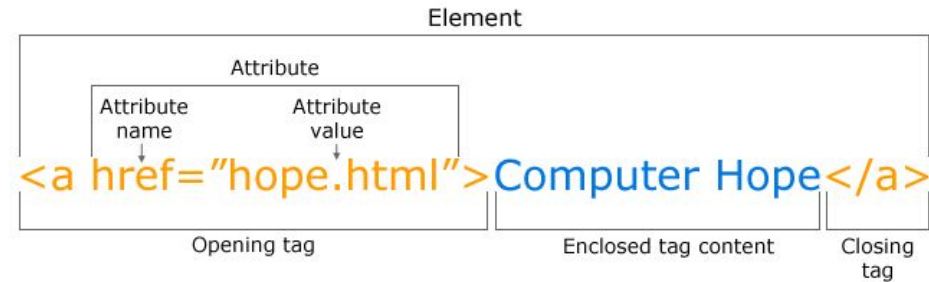 Element
Attribute
Attribute name
Attribute value
<a href=”hope.html”>Computer Hope</a>
Opening tag
Enclosed tag content
Closing tag